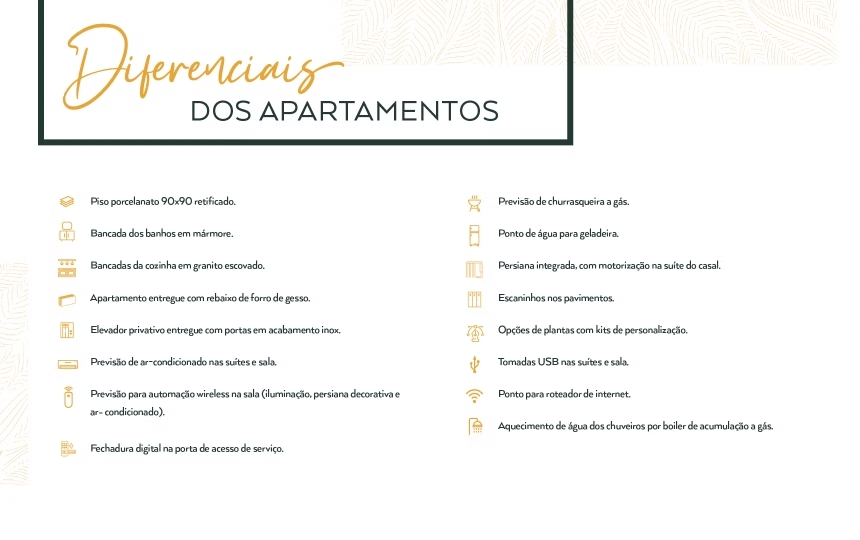 Diferenciais
DOS APARTAMENTOS
Piso porcelanato 90x90 retificado.
Bancada dos banhos em mármore.
Bancadas da cozinha em granito escovado.
Apartamento entregue com rebaixo de forro de gesso.
Elevador privativo entregue com portas em acabamento inox.
Previsão de ar-condicionado nas suítes e sala.
Previsão para automação wireless na sala (iluminação, persiana decorativa e
ar- condicionado).
Fechadura digital na porta de acesso de serviço.
Previsão de churrasqueira a gás.
Ponto de água para geladeira.
Persiana integrada, com motorização na suíte do casal.
Escaninhos nos pavimentos.
Opções de plantas com kits de personalização.
Tomadas USB nas suítes e sala.
Ponto para roteador de internet.
Aquecimento de água dos chuveiros por boiler de acumulação a gás.